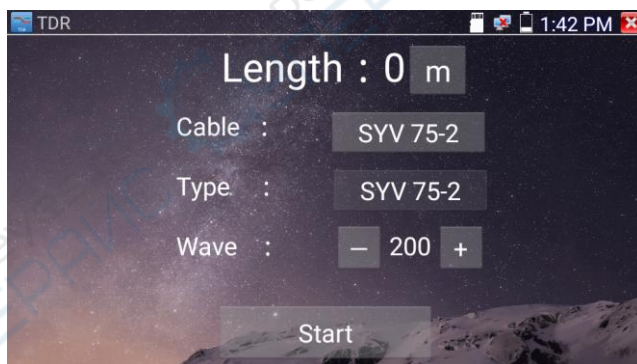 TDR 1:42 PM
Length : 0 m
Cable : SYV 75-2
Type : SYV 75-2
Wave : − 200 +
Start